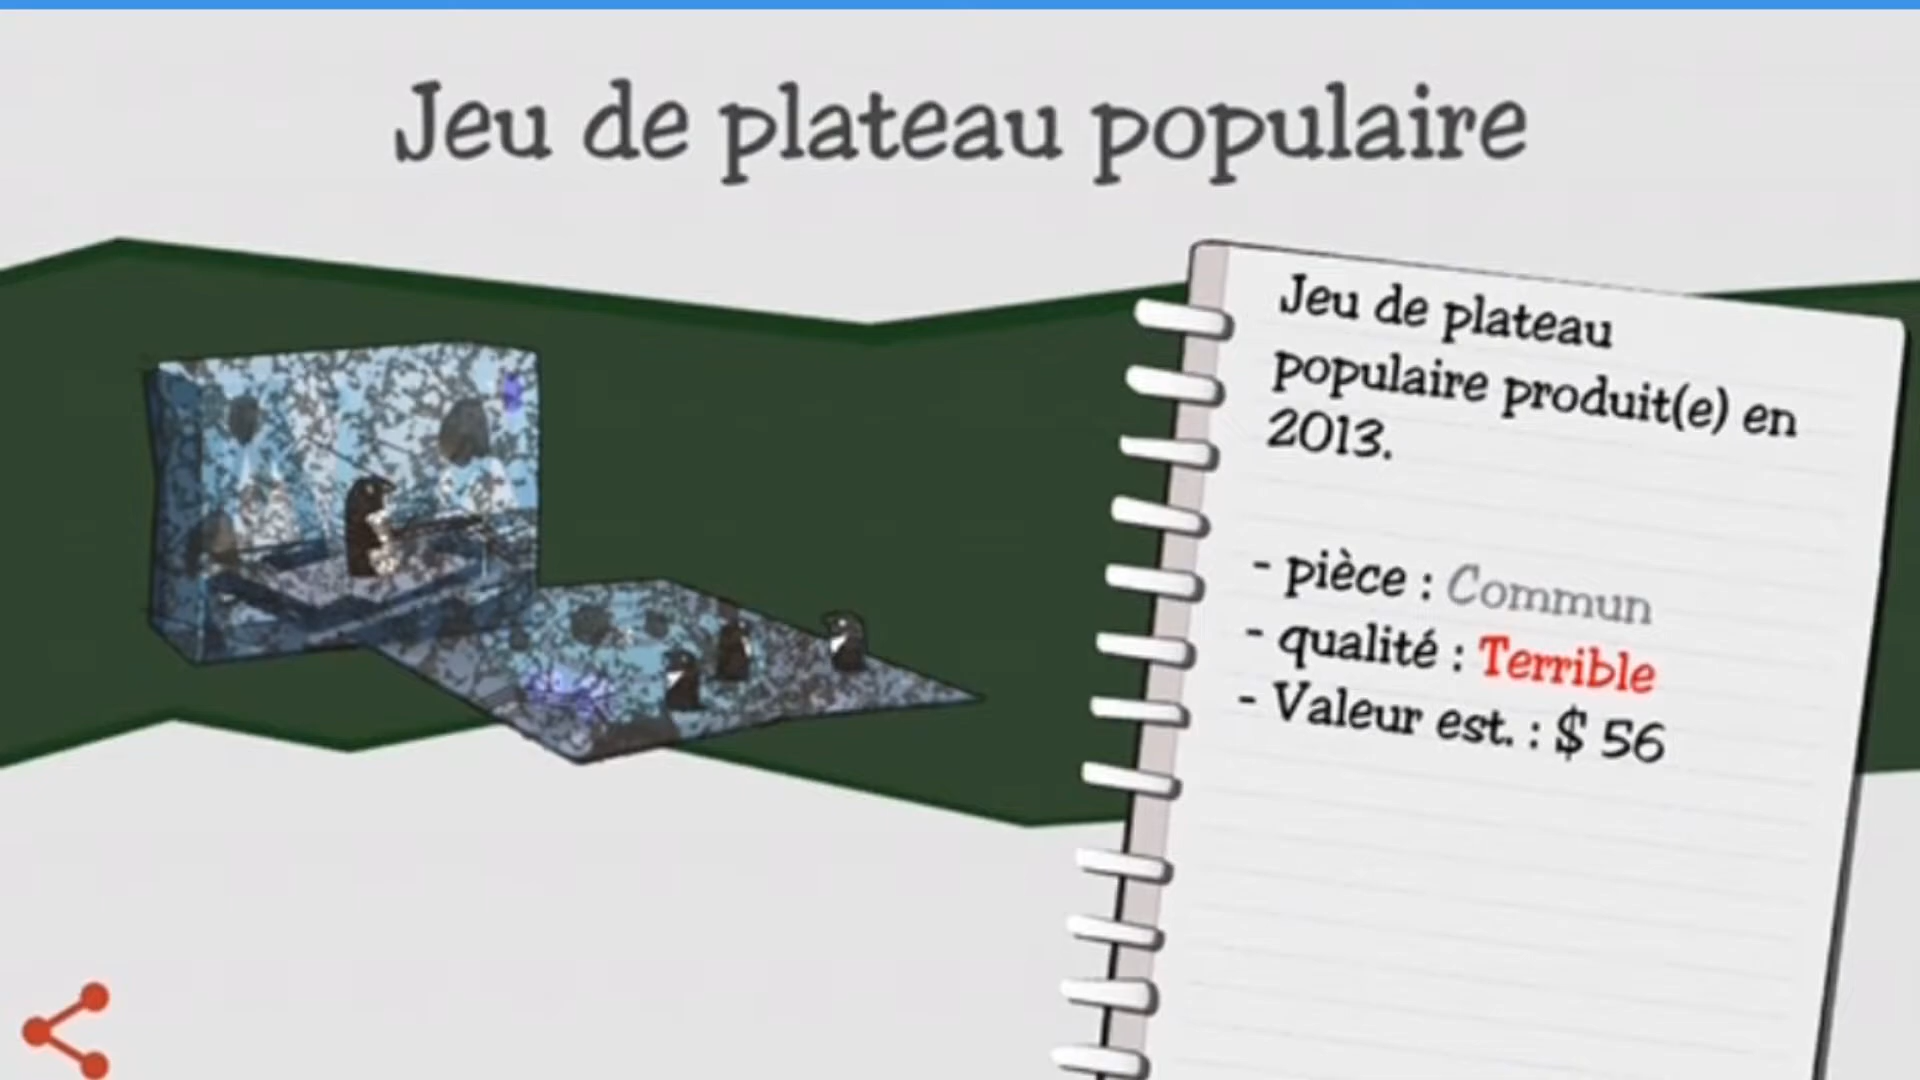 Jeu de plateau populaire
Jeu de plateau
populaire produit(e) en
2013.
- pièce : Commun
- qualité : Terrible
- Valeur est. : $ 56